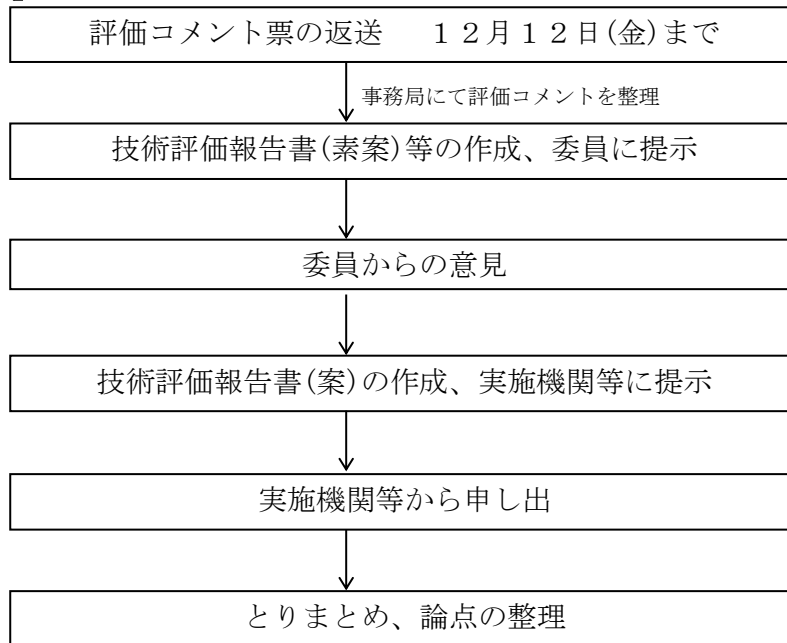 評価コメント票の返送　１２月１２日(金)まで
事務局にて評価コメントを整理
技術評価報告書(素案)等の作成、委員に提示
委員からの意見
技術評価報告書(案)の作成、実施機関等に提示
実施機関等から申し出
とりまとめ、論点の整理